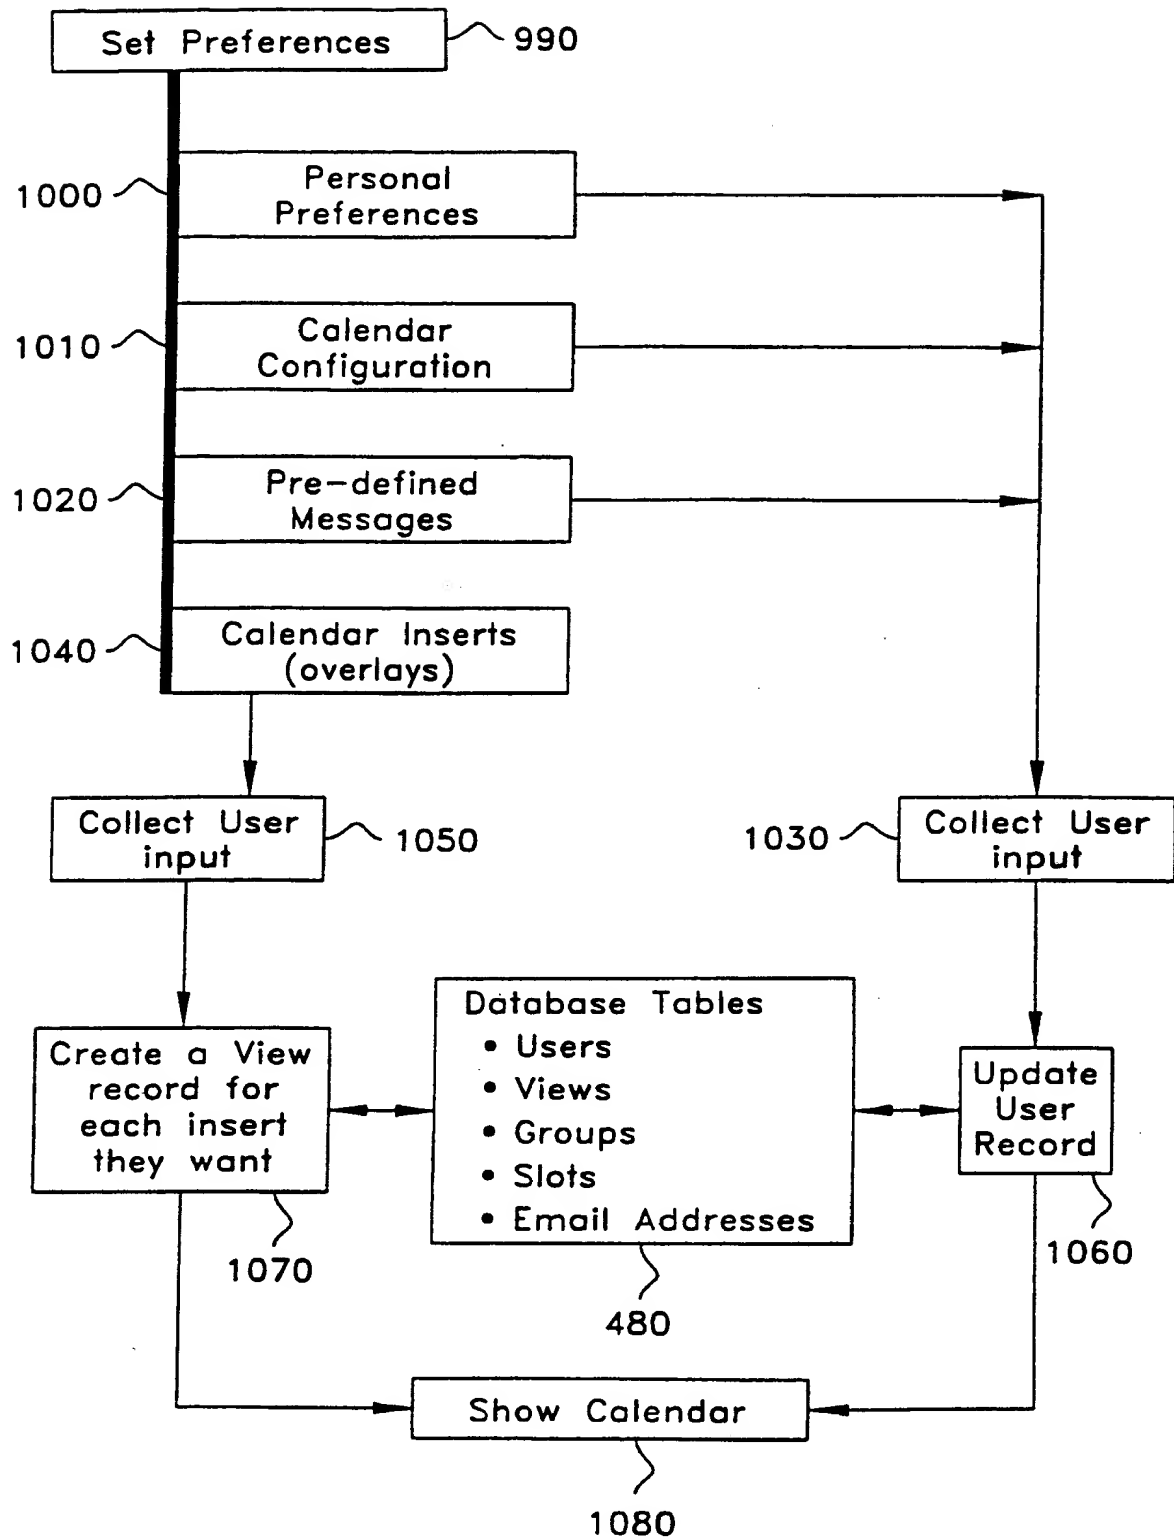 Set Preferences
990
1000
Personal
Preferences
1010
Calendar
Configuration
1020
Pre-defined
Messages
1040
Calendar Inserts
(overlays)
Collect User
input
1050
1030
Collect User
input
Create a View
record for
each insert
they want
1070
Database Tables
• Users
• Views
• Groups
• Slots
• Email Addresses
480
Update
User
Record
1060
Show Calendar
1080